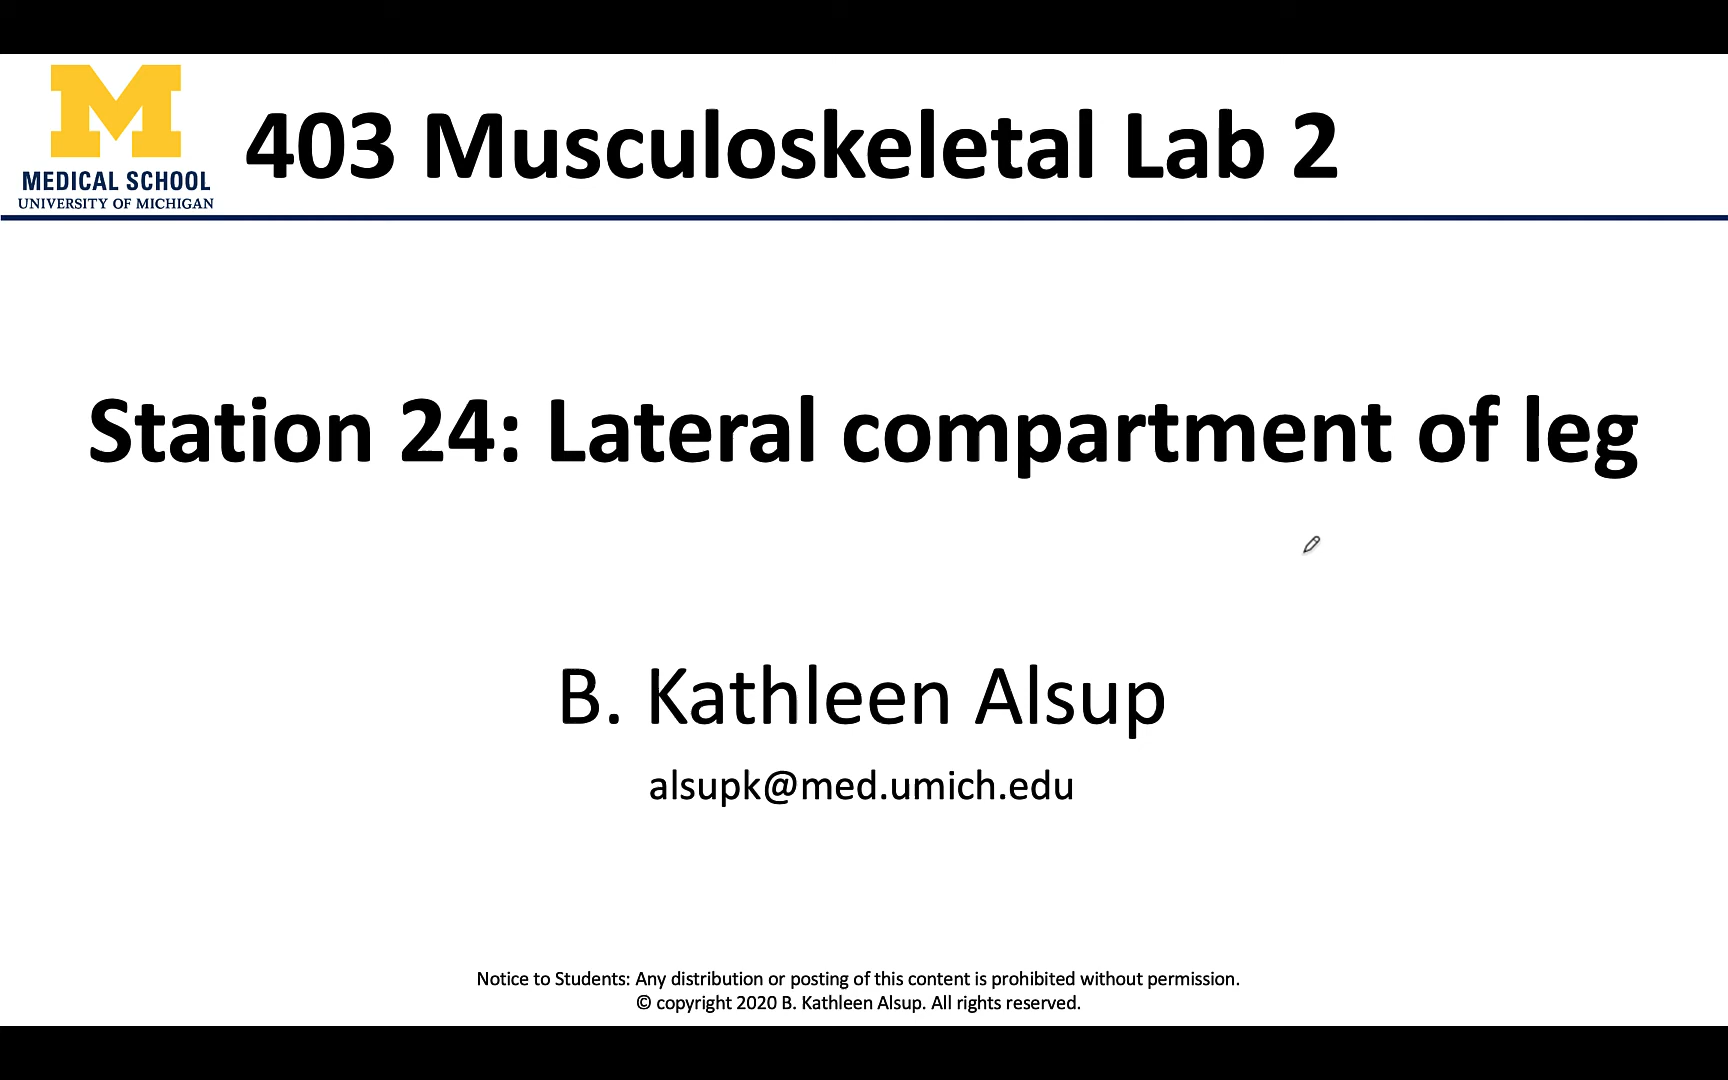 M
MEDICAL SCHOOL
UNIVERSITY OF MICHIGAN
403 Musculoskeletal Lab 2
Station 24: Lateral compartment of leg
B. Kathleen Alsup
alsupk@med.umich.edu
Notice to Students: Any distribution or posting of this content is prohibited without permission.
© copyright 2020 B. Kathleen Alsup. All rights reserved.